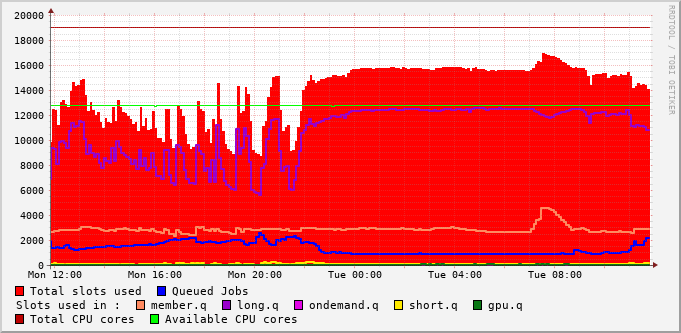 20000
18000
16000
14000
12000
10000
8000
6000
4000
2000
0
Mon 12:00 Mon 16:00 Mon 20:00 Tue 00:00 Tue 04:00 Tue 08:00
Total slots used Queued Jobs
Slots used in : member.q long.q ondemand.q short.q gpu.q
Total CPU cores Available CPU cores
RRDTOOL / TOBI OETIKER